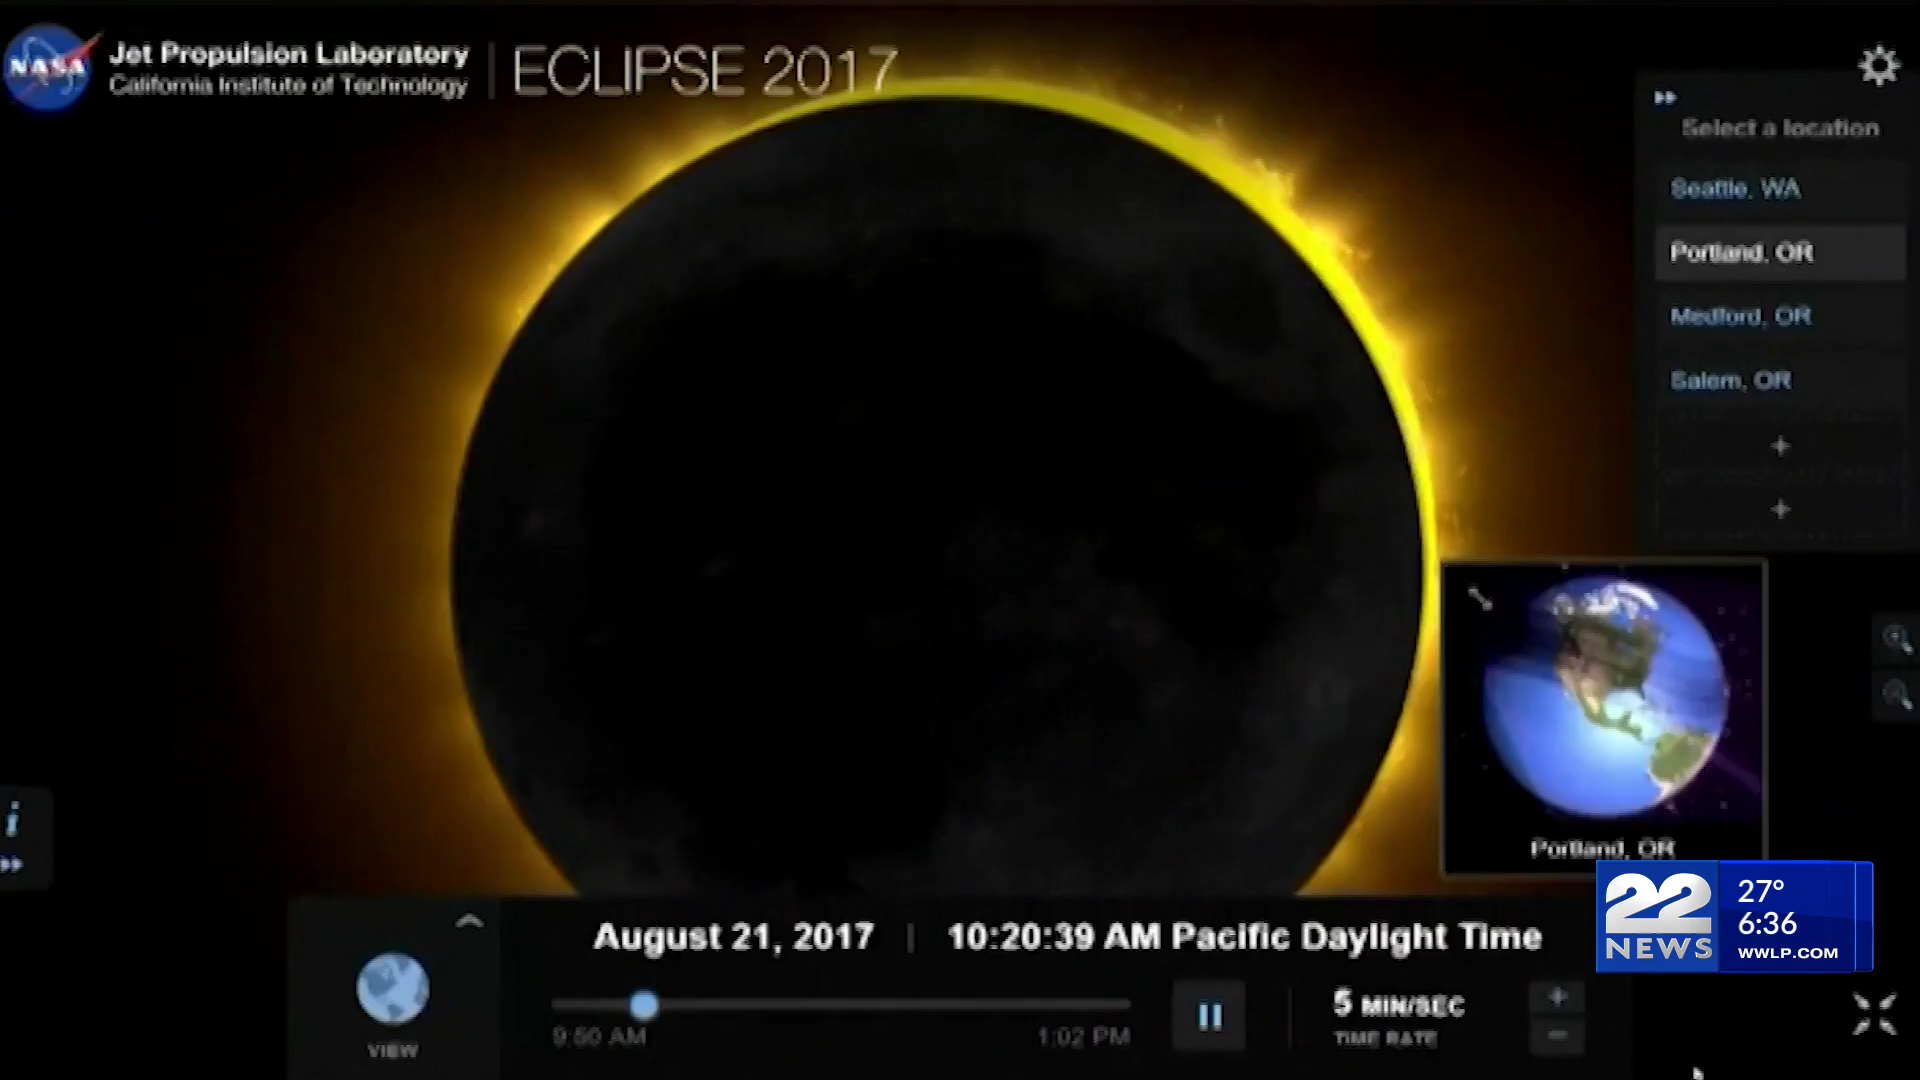 NASA
Jet Propulsion Laboratory
California Institute of Technology
ECLIPSE 2017
Select a location
Seattle, WA
Portland, OR
Medford, OR
Salem, OR
Portland, OR
i
August 21, 2017 | 10:20:39 AM Pacific Daylight Time
9:50 AM
1:02 PM
5 MIN/SEC
TIME RATE
VIEW
22
NEWS
27°
6:36
WWLP.COM